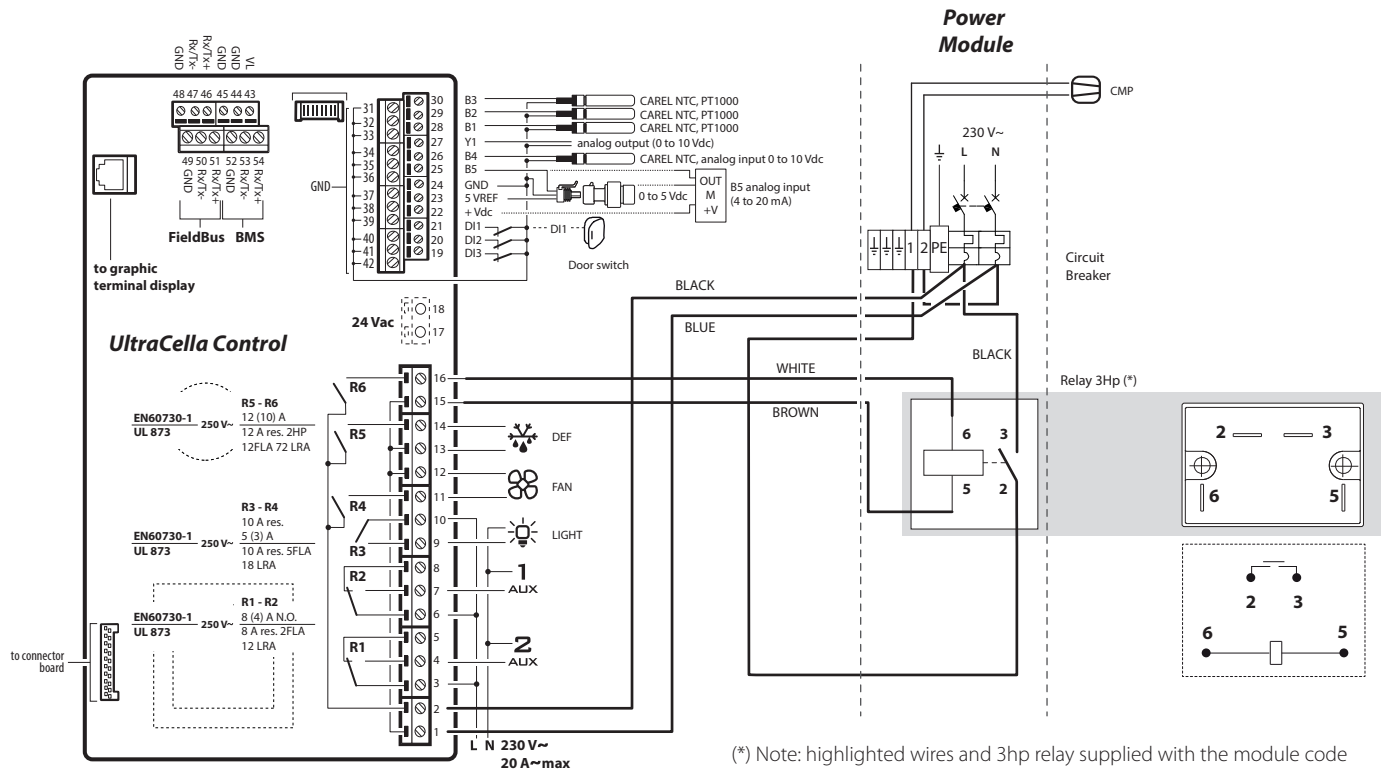 Power
Module
GND
Rx/Tx-
Rx/Tx+
GND
GND
VL
48 47 46 45 44 43
49 50 51 52 53 54
GND
Rx/Tx-
Rx/Tx+
GND
Rx/Tx-
Rx/Tx+
FieldBus BMS
to graphic
terminal display
UltraCella Control
GND
31
32
33
34
35
36
37
38
39
40
41
42
30 B3 CAREL NTC, PT1000
29 B2 CAREL NTC, PT1000
28 B1 CAREL NTC, PT1000
27 Y1 analog output (0 to 10 Vdc)
26 B4 CAREL NTC, analog input 0 to 10 Vdc
25 B5
24 GND
23 5 VREF
22 + Vdc
21 DI1
20 DI2
19 DI3
0 to 5 Vdc
OUT
M
+V
B5 analog input
(4 to 20 mA)
DI1
Door switch
24 Vac
18
17
CMP
230 V~
L N
1 2 PE
Circuit
Breaker
BLACK
BLUE
WHITE
BROWN
BLACK
Relay 3Hp (*)
6 3
5 2
2 3
6 5
2 3
6 5
R6
R5
R4
R3
R2
R1
16
15
14
13
12
11
10
9
8
7
6
5
4
3
2
1
DEF
FAN
LIGHT
1
AUX
2
AUX
L N 230 V~
20 A~max
EN60730-1
UL 873
250 V~
R5 - R6
12 (10) A
12 A res. 2HP
12FLA 72 LRA
EN60730-1
UL 873
250 V~
R3 - R4
10 A res.
5 (3) A
10 A res. 5FLA
18 LRA
EN60730-1
UL 873
250 V~
R1 - R2
8 (4) A N.O.
8 A res. 2FLA
12 LRA
to connector
board
(*) Note: highlighted wires and 3hp relay supplied with the module code